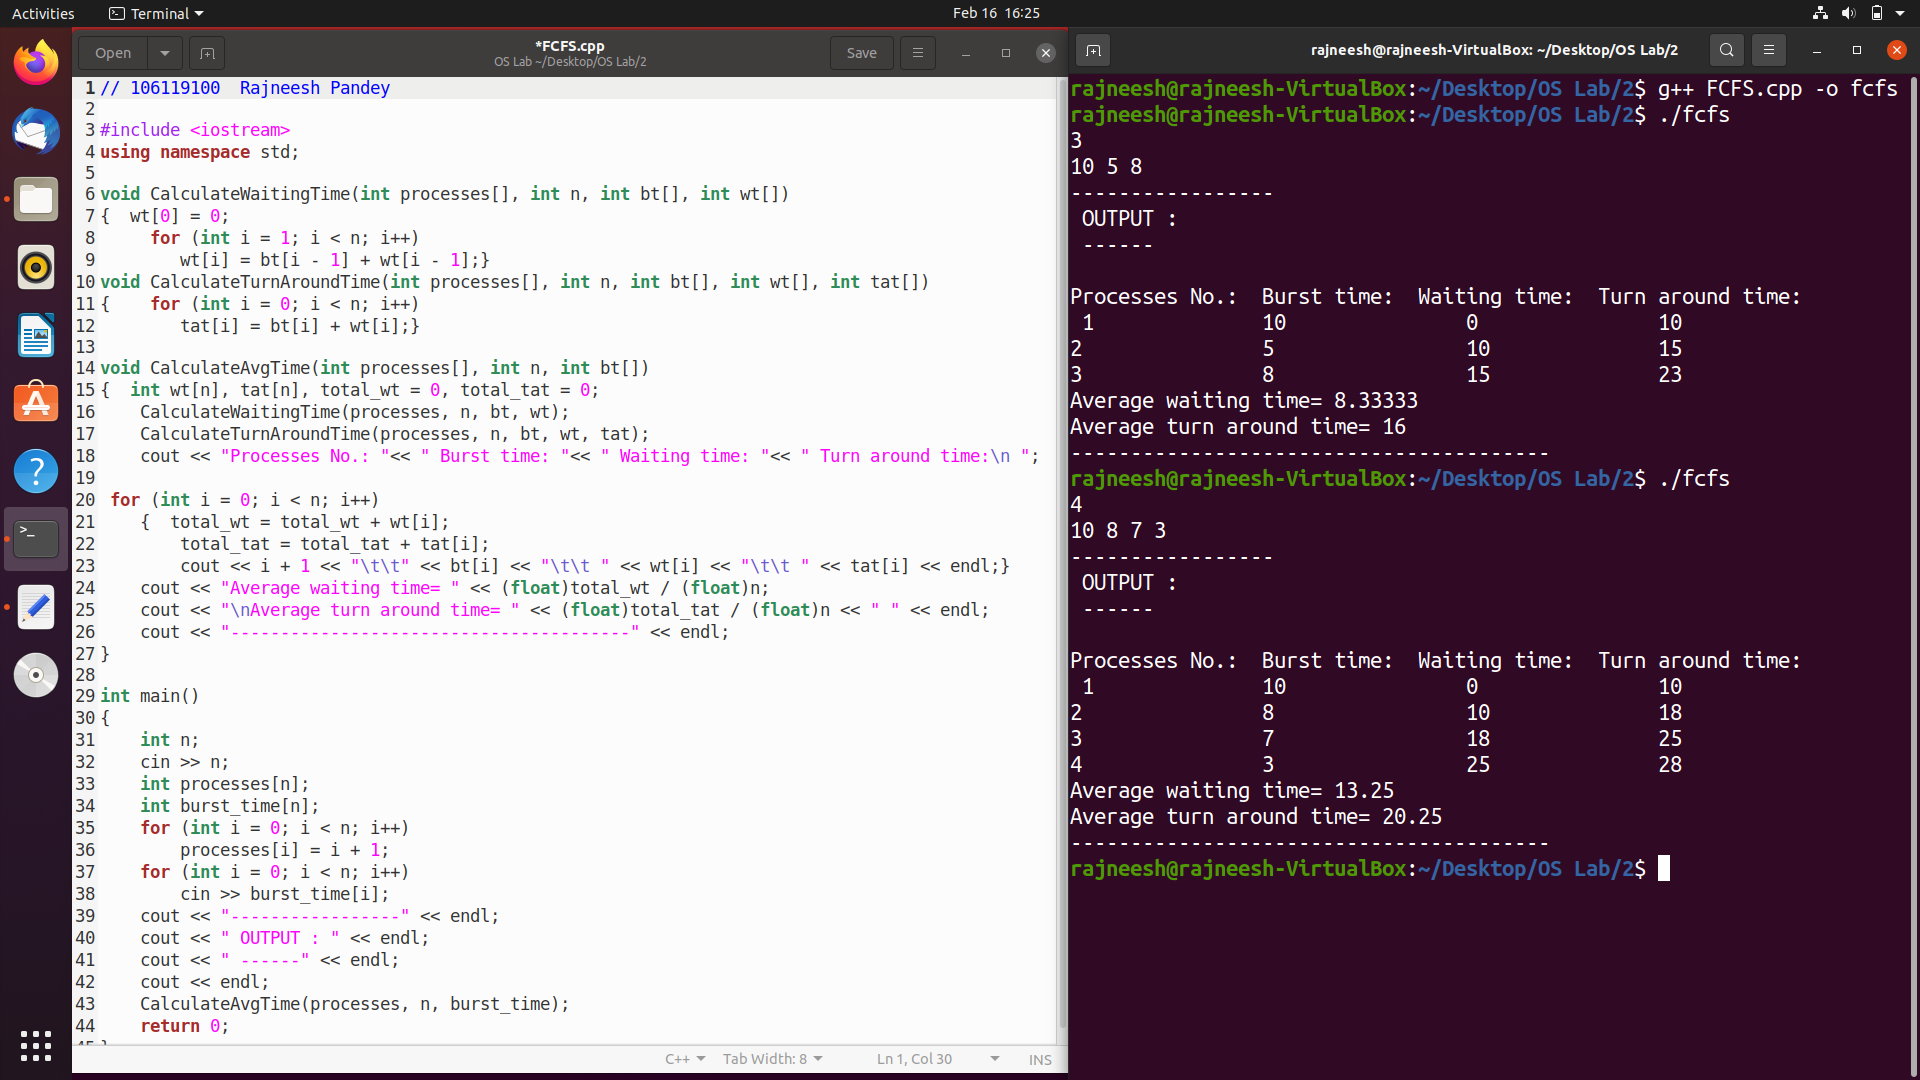 Activities
Terminal
Feb 16 16:25
Open
*FCFS.cpp
OS Lab ~/Desktop/OS Lab/2
Save
1 // 106119100  Rajneesh Pandey
2
3 #include <iostream>
4 using namespace std;
5
6 void CalculateWaitingTime(int processes[], int n, int bt[], int wt[])
7 {  wt[0] = 0;
8      for (int i = 1; i < n; i++)
9         wt[i] = bt[i - 1] + wt[i - 1];}
10 void CalculateTurnAroundTime(int processes[], int n, int bt[], int wt[], int tat[])
11 {    for (int i = 0; i < n; i++)
12         tat[i] = bt[i] + wt[i];}
13
14 void CalculateAvgTime(int processes[], int n, int bt[])
15 {  int wt[n], tat[n], total_wt = 0, total_tat = 0;
16     CalculateWaitingTime(processes, n, bt, wt);
17     CalculateTurnAroundTime(processes, n, bt, wt, tat);
18     cout << "Processes No.: "<< " Burst time: "<< " Waiting time: "<< " Turn around time:\n ";
19
20  for (int i = 0; i < n; i++)
21     {  total_wt = total_wt + wt[i];
22         total_tat = total_tat + tat[i];
23         cout << i + 1 << "\t\t" << bt[i] << "\t\t " << wt[i] << "\t\t " << tat[i] << endl;}
24     cout << "Average waiting time= " << (float)total_wt / (float)n;
25     cout << "\nAverage turn around time= " << (float)total_tat / (float)n << " " << endl;
26     cout << "----------------------------------------" << endl;
27 }
28
29 int main()
30 {
31     int n;
32     cin >> n;
33     int processes[n];
34     int burst_time[n];
35     for (int i = 0; i < n; i++)
36         processes[i] = i + 1;
37     for (int i = 0; i < n; i++)
38         cin >> burst_time[i];
39     cout << "-----------------" << endl;
40     cout << " OUTPUT : " << endl;
41     cout << " ------" << endl;
42     cout << endl;
43     CalculateAvgTime(processes, n, burst_time);
44     return 0;
C++
Tab Width: 8
Ln 1, Col 30
INS
rajneesh@rajneesh-VirtualBox: ~/Desktop/OS Lab/2
rajneesh@rajneesh-VirtualBox:~/Desktop/OS Lab/2$ g++ FCFS.cpp -o fcfs
rajneesh@rajneesh-VirtualBox:~/Desktop/OS Lab/2$ ./fcfs
3
10 5 8
-----------------
 OUTPUT :
 ------
Processes No.:  Burst time:  Waiting time:  Turn around time:
 1              10               0               10
2               5                10              15
3               8                15              23
Average waiting time= 8.33333
Average turn around time= 16
----------------------------------------
rajneesh@rajneesh-VirtualBox:~/Desktop/OS Lab/2$ ./fcfs
4
10 8 7 3
-----------------
 OUTPUT :
 ------
Processes No.:  Burst time:  Waiting time:  Turn around time:
 1              10               0               10
2               8                10              18
3               7                18              25
4               3                25              28
Average waiting time= 13.25
Average turn around time= 20.25
----------------------------------------
rajneesh@rajneesh-VirtualBox:~/Desktop/OS Lab/2$